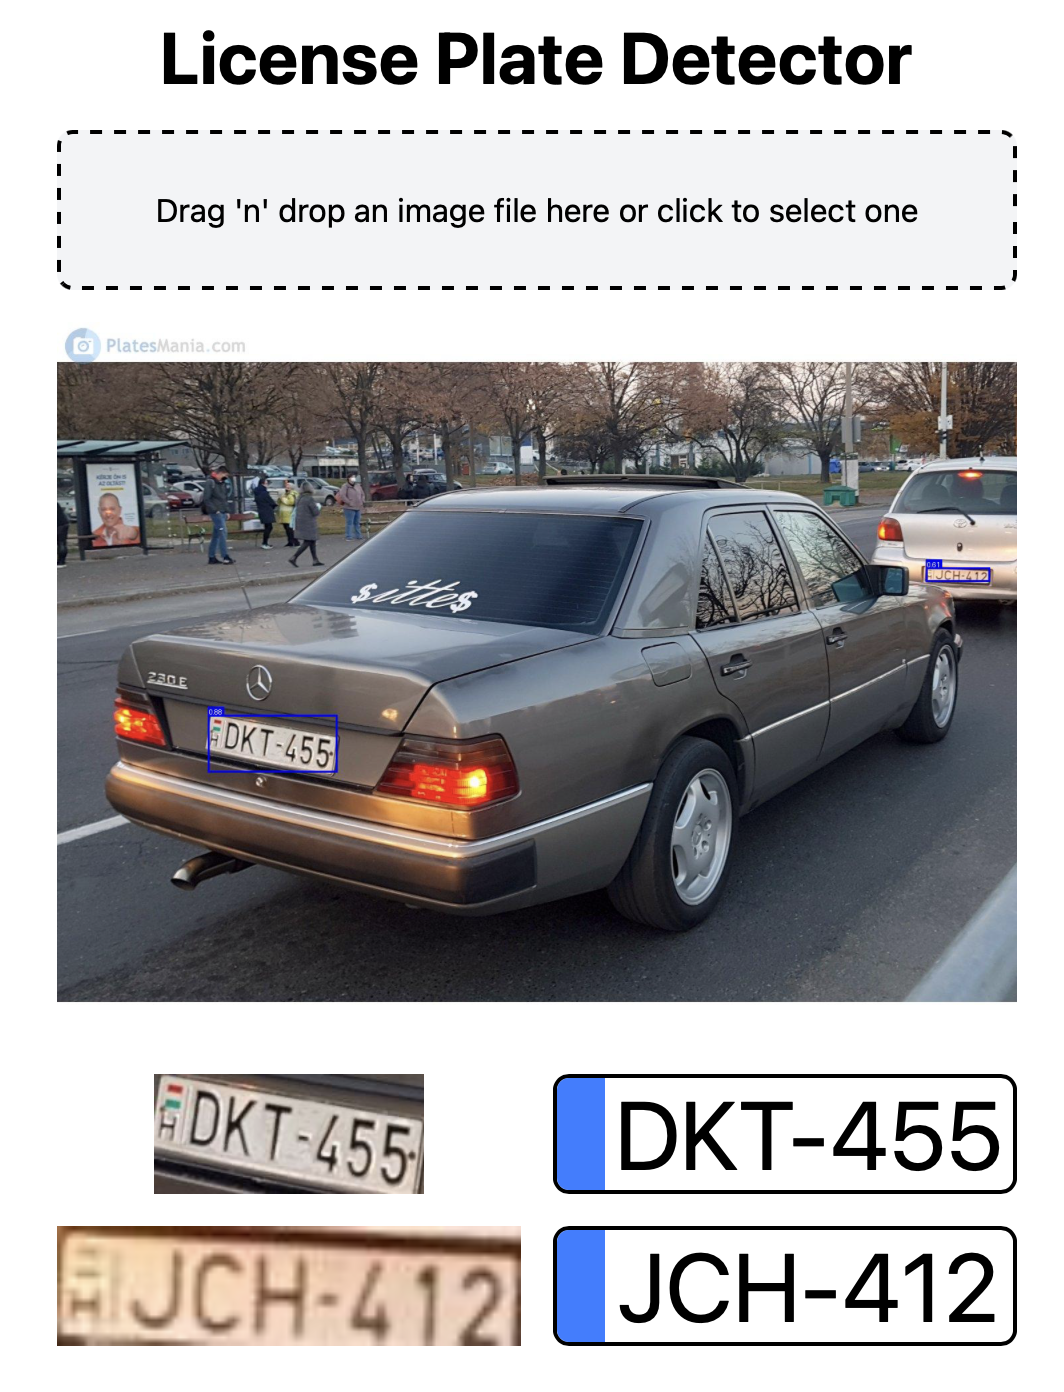 License Plate Detector
Drag 'n' drop an image file here or click to select one
PlatesMania.com
$itte$
0.61
JCH-412
230 E
0.88
H DKT-455
H DKT-455
DKT-455
H JCH-412
JCH-412